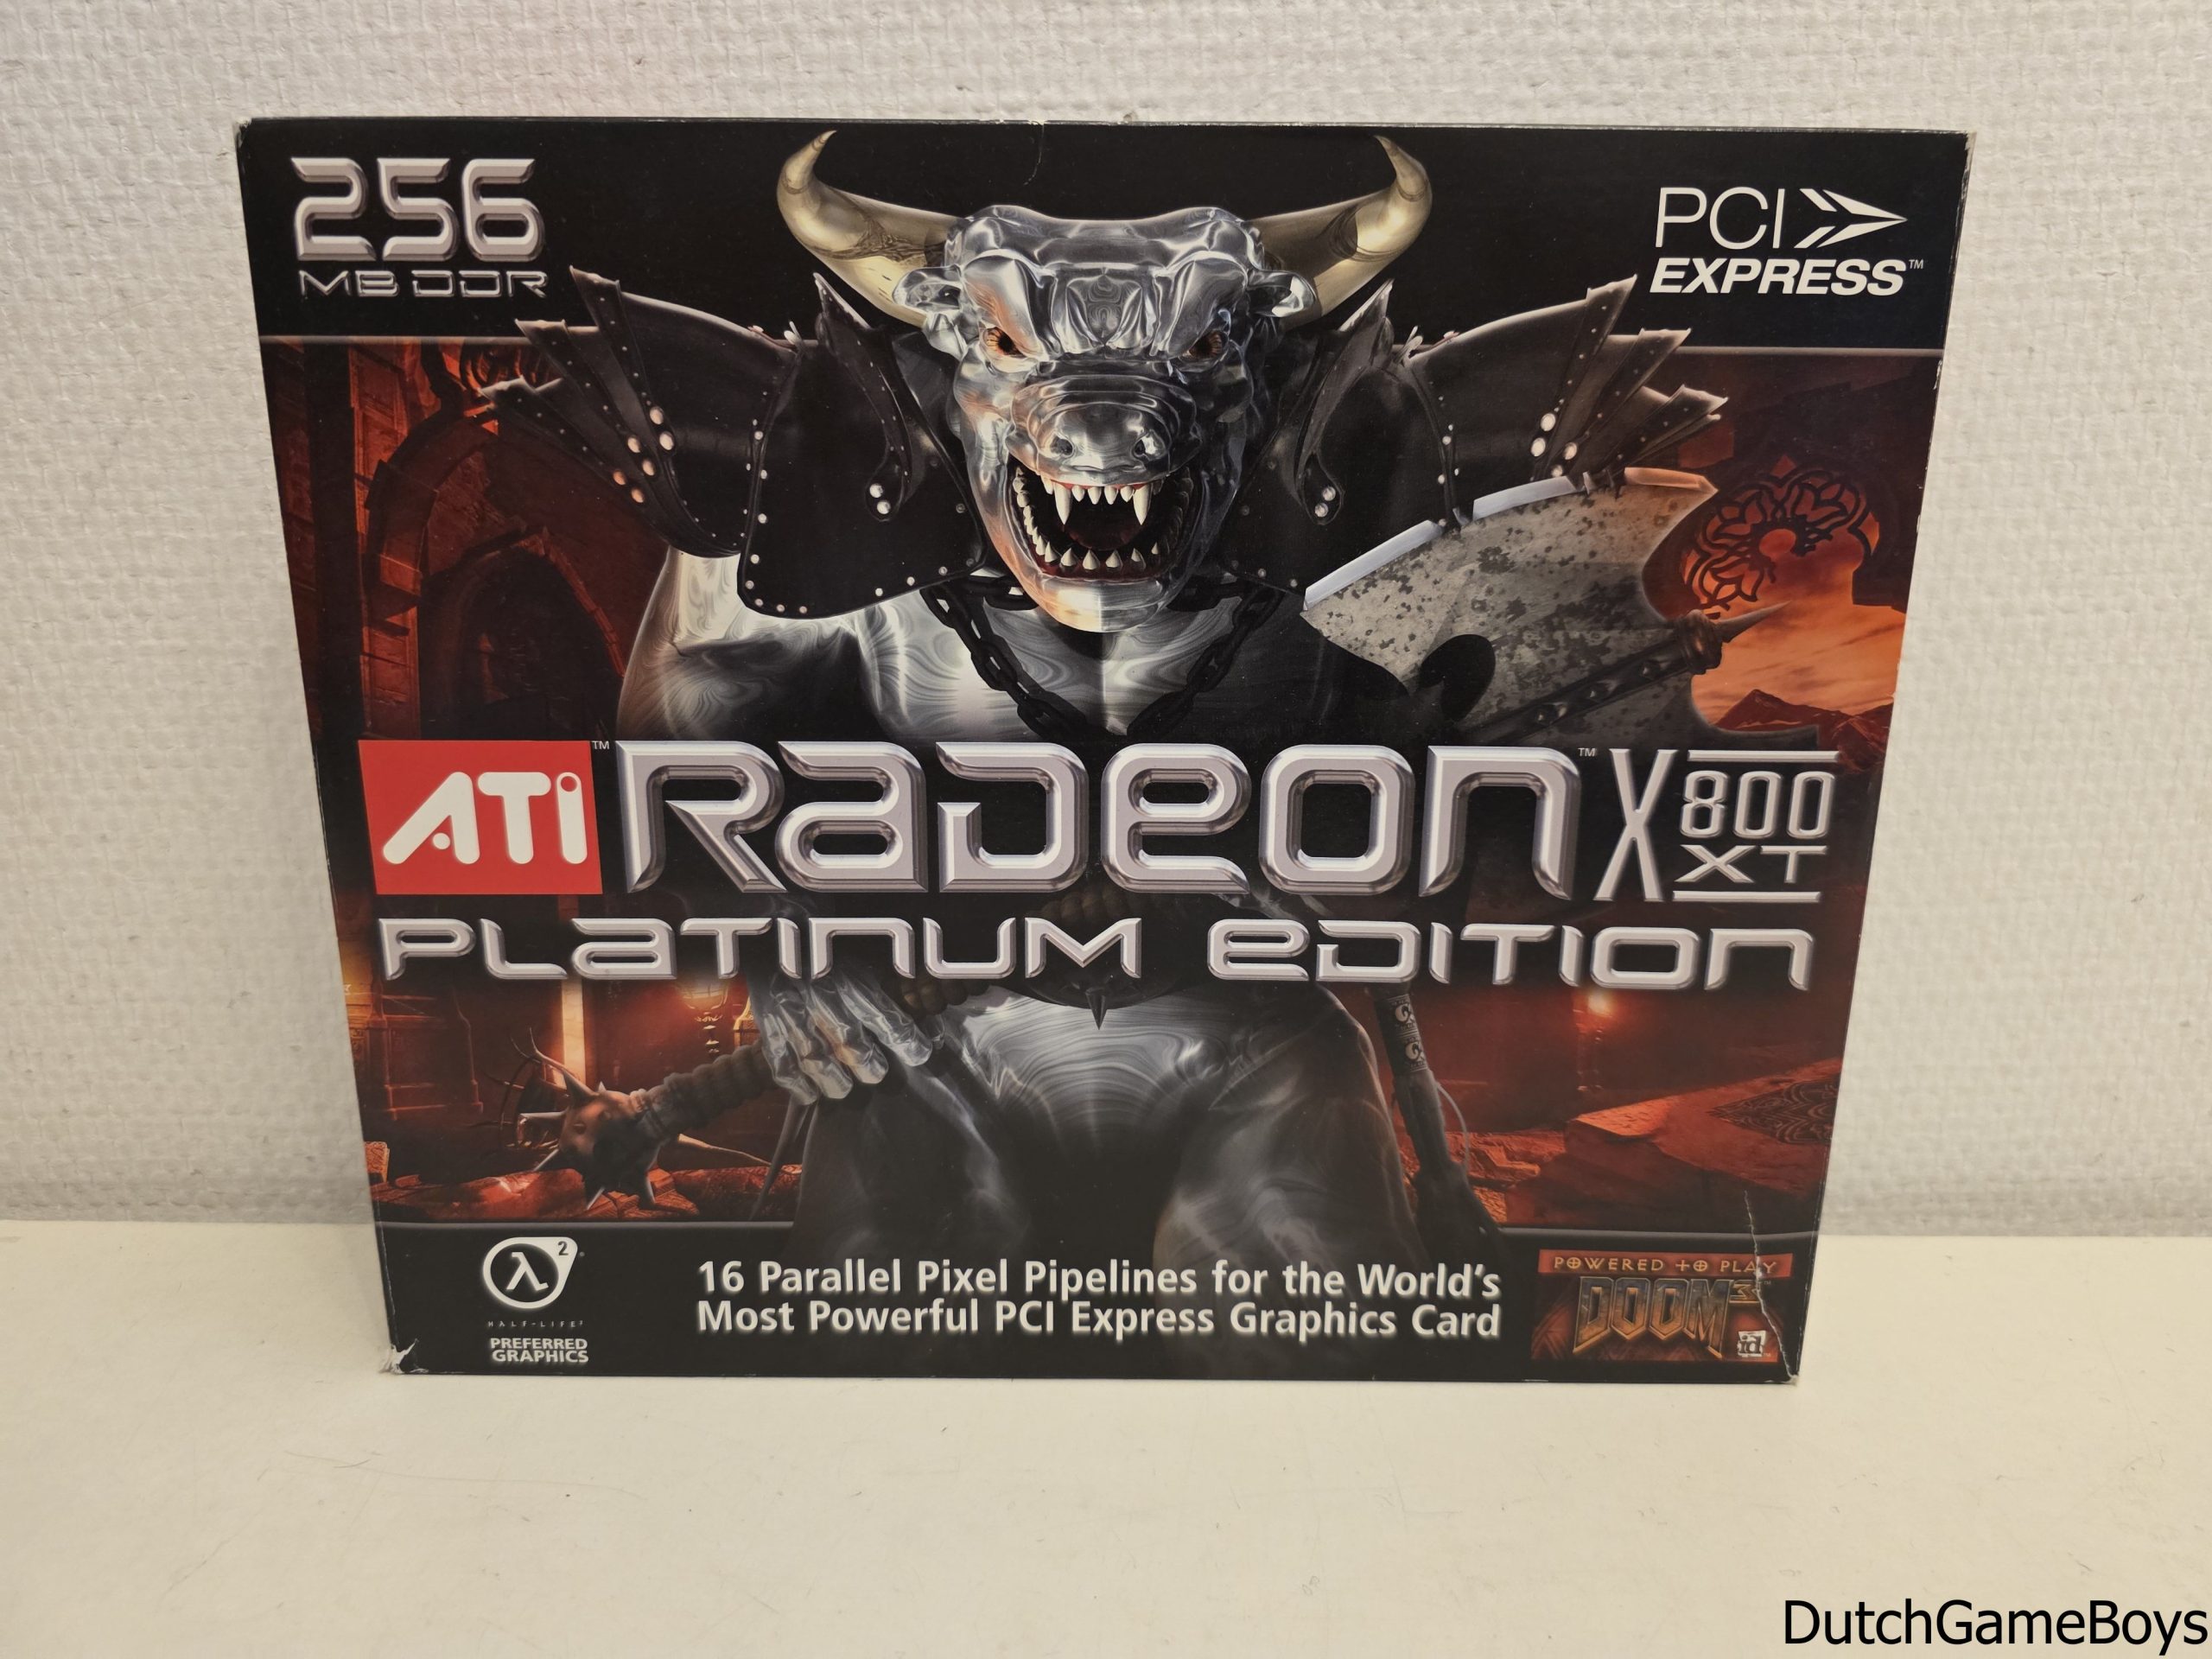 256
MB DDR
PCI
EXPRESS™
ATI™ RADEON™ X800 XT
PLATINUM EDITION
2
HALF-LIFE²
PREFERRED
GRAPHICS
16 Parallel Pixel Pipelines for the World's
Most Powerful PCI Express Graphics Card
POWERED TO PLAY
DOOM 3
id
DutchGameBoys